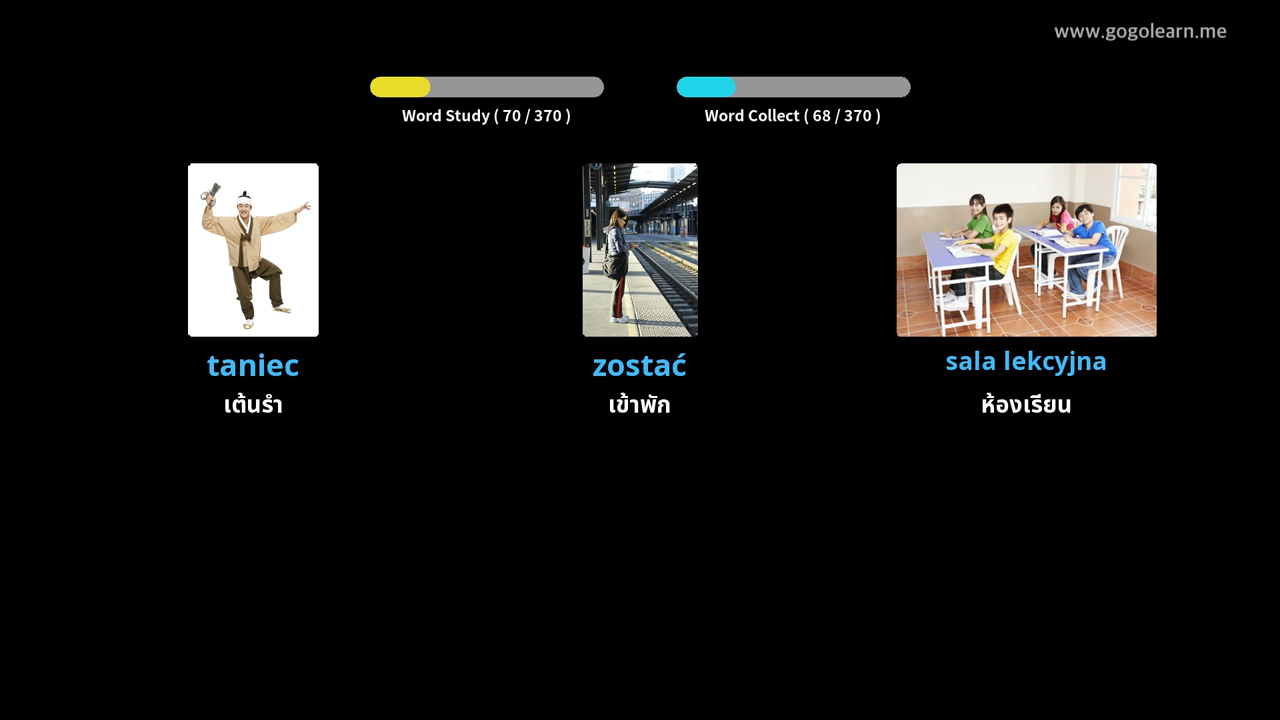 www.gogolearn.me
Word Study ( 70 / 370 )
Word Collect ( 68 / 370 )
taniec
เต้นรำ
zostać
เข้าพัก
sala lekcyjna
ห้องเรียน